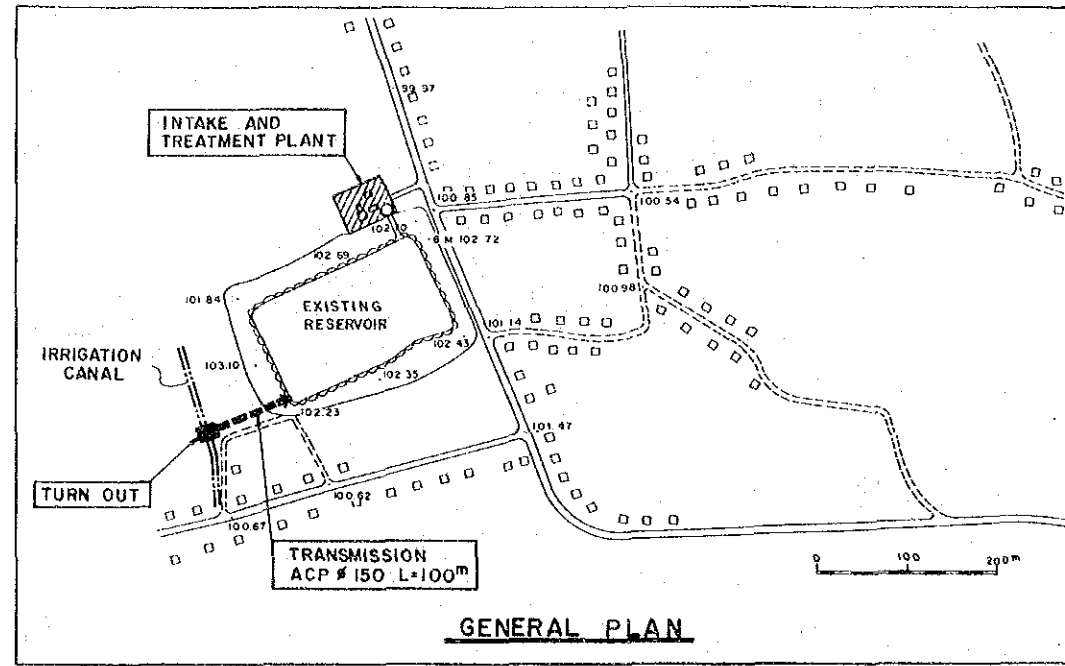 99.97
INTAKE AND
TREATMENT PLANT
100.85
100.54
102.10
B M 102.72
102.69
100.98
101.84
EXISTING
RESERVOIR
101.14
102.43
IRRIGATION
CANAL
103.10
102.35
102.23
101.47
TURN OUT
100.62
100.67
TRANSMISSION
ACP ø 150 L=100m
0 100 200m
GENERAL PLAN